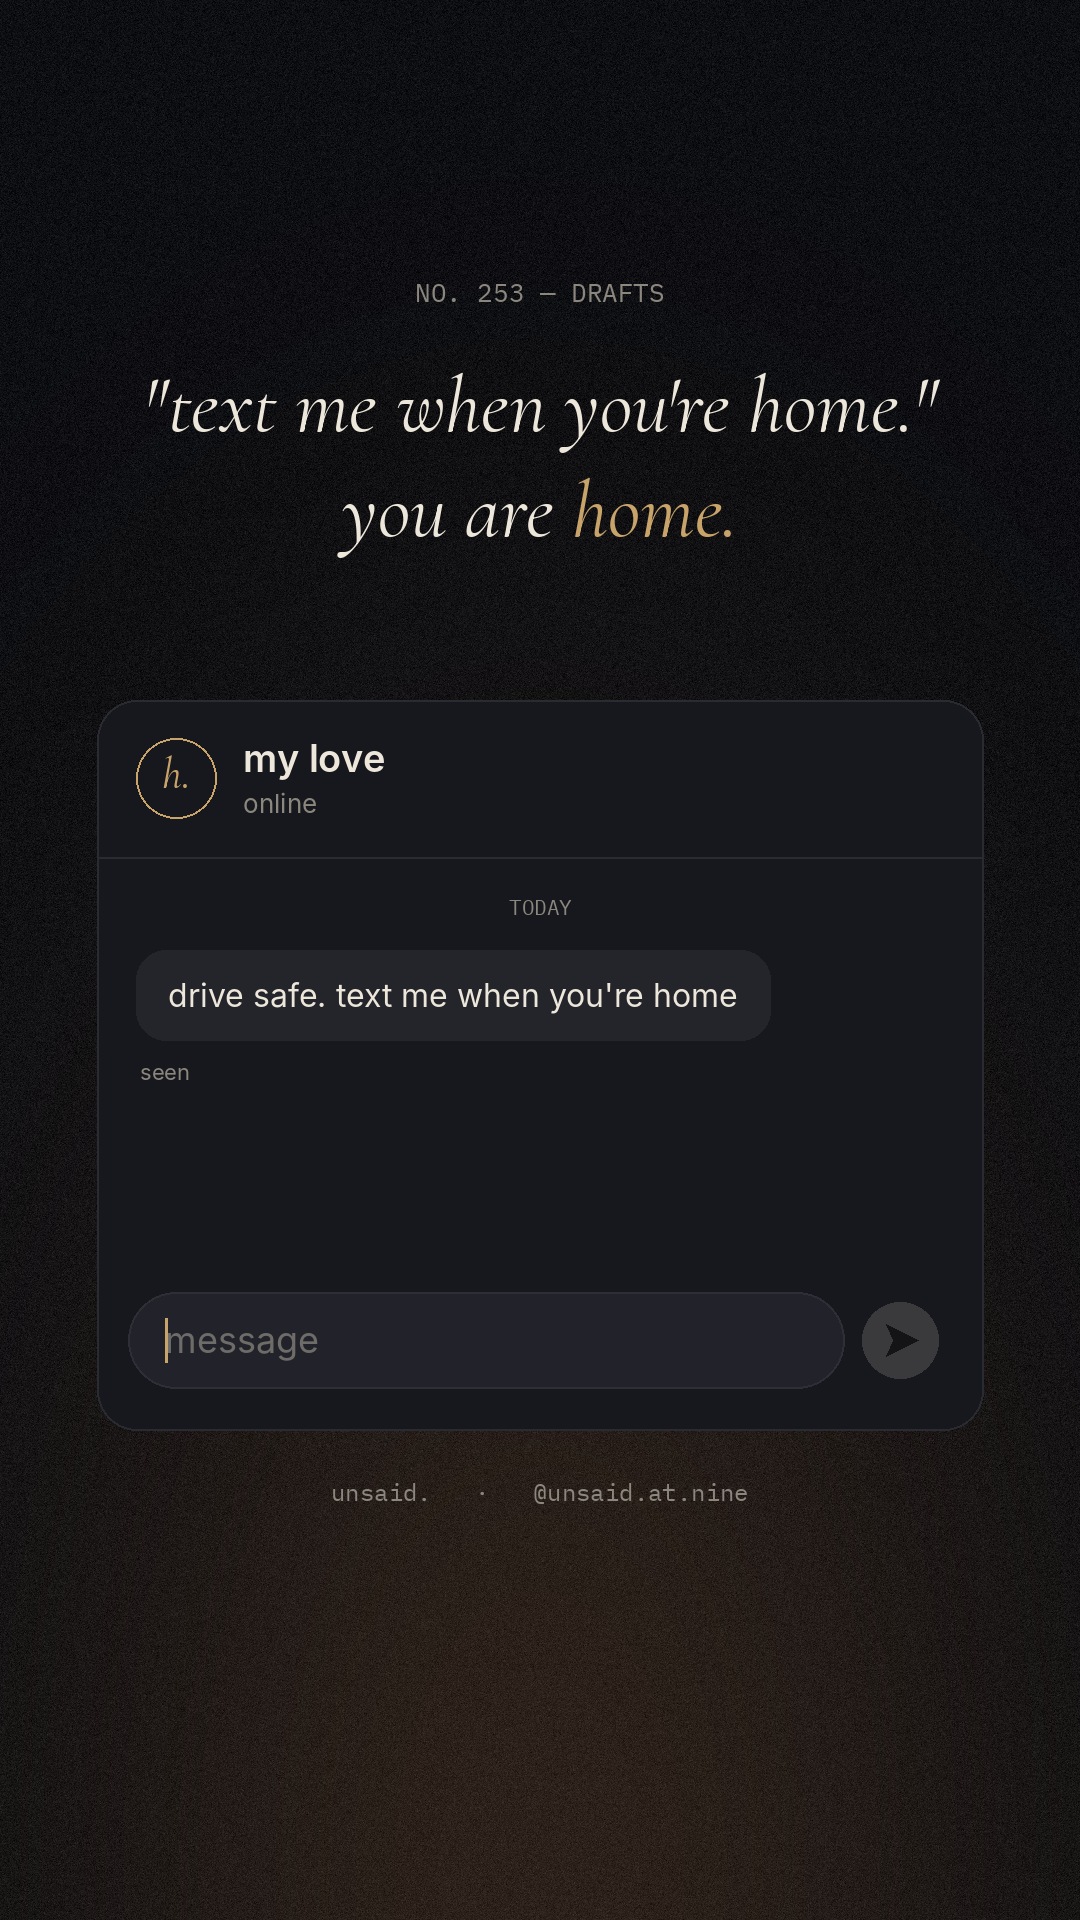 NO. 253 — DRAFTS
"text me when you're home."
you are home.
h.
my love
online
TODAY
drive safe. text me when you're home
seen
message
unsaid. · @unsaid.at.nine